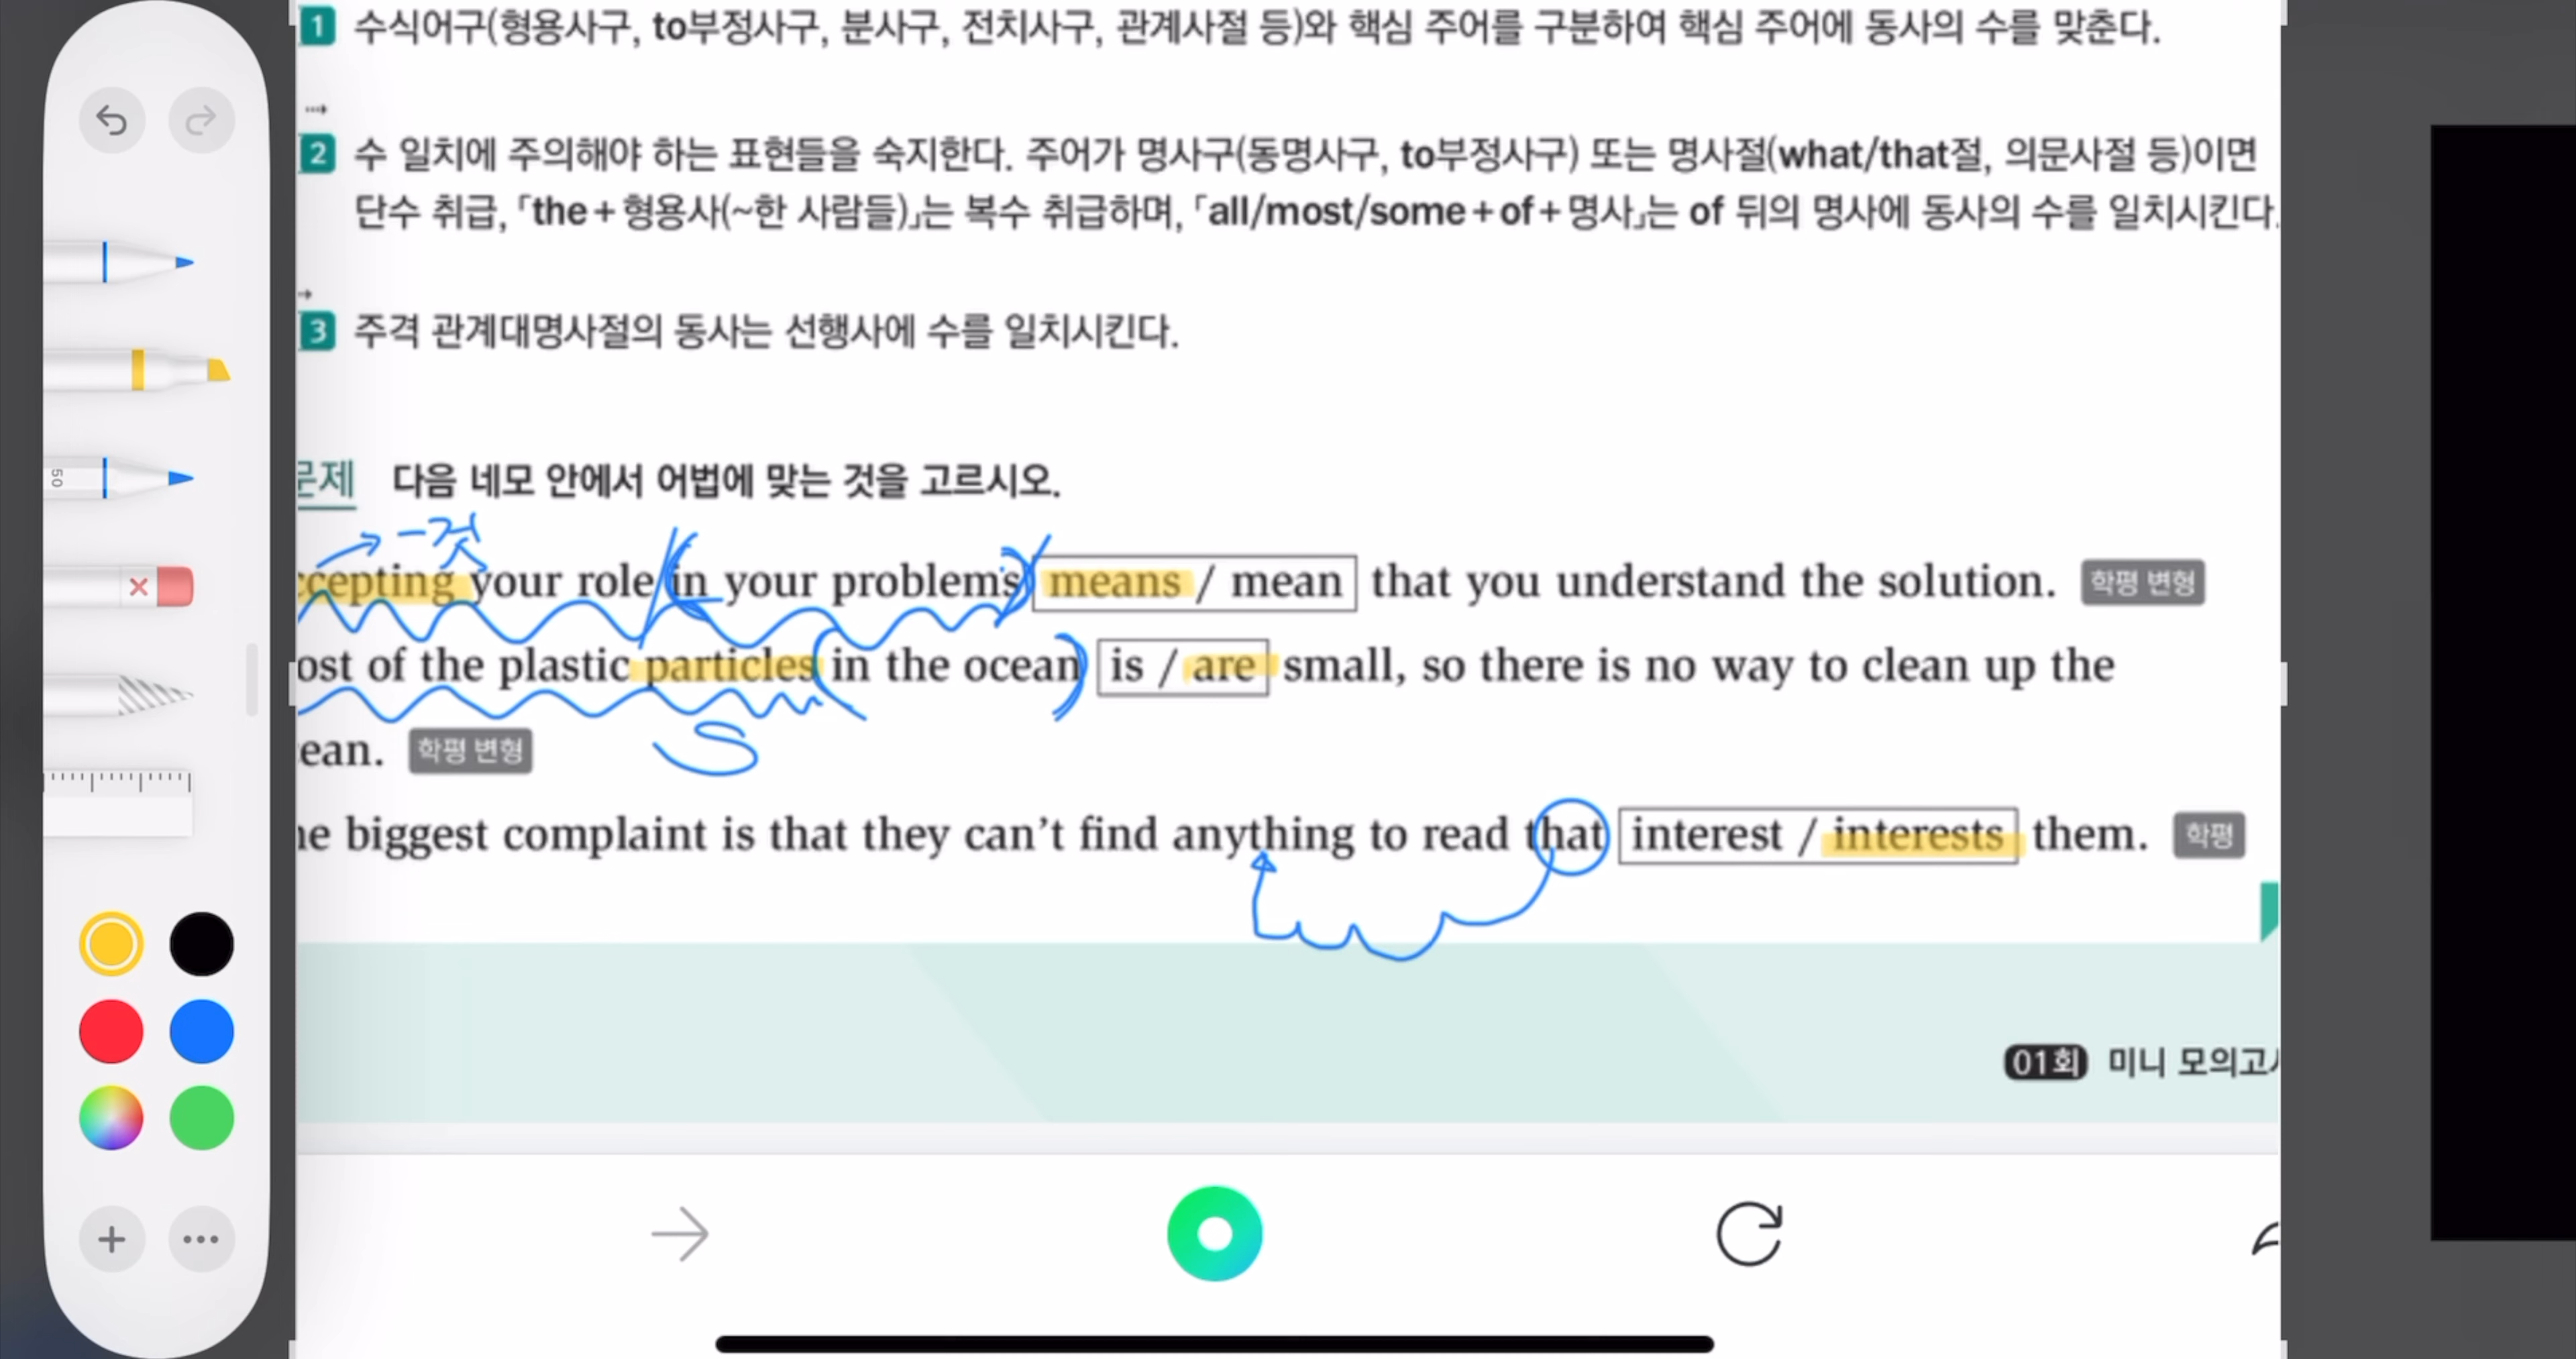 1 수식어구(형용사구, to부정사구, 분사구, 전치사구, 관계사절 등)와 핵심 주어를 구분하여 핵심 주어에 동사의 수를 맞춘다.
2 수 일치에 주의해야 하는 표현들을 숙지한다. 주어가 명사구(동명사구, to부정사구) 또는 명사절(what/that절, 의문사절 등)이면
단수 취급, 「the+형용사(~한 사람들)」는 복수 취급하며, 「all/most/some+of+명사」는 of 뒤의 명사에 동사의 수를 일치시킨다.
3 주격 관계대명사절의 동사는 선행사에 수를 일치시킨다.
문제 다음 네모 안에서 어법에 맞는 것을 고르시오.
-것
ccepting your role in your problems means / mean that you understand the solution. 학평 변형
ost of the plastic particles in the ocean is / are small, so there is no way to clean up the
S
ean. 학평 변형
he biggest complaint is that they can't find anything to read that interest / interests them. 학평
01회 미니 모의고사
50